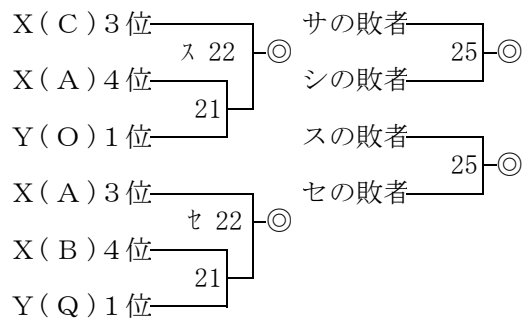 X(C)3位
ス 22 ◎
X(A)4位
21
Y(O)1位
X(A)3位
セ 22 ◎
X(B)4位
21
Y(Q)1位
サの敗者
25 ◎
シの敗者
スの敗者
25 ◎
セの敗者